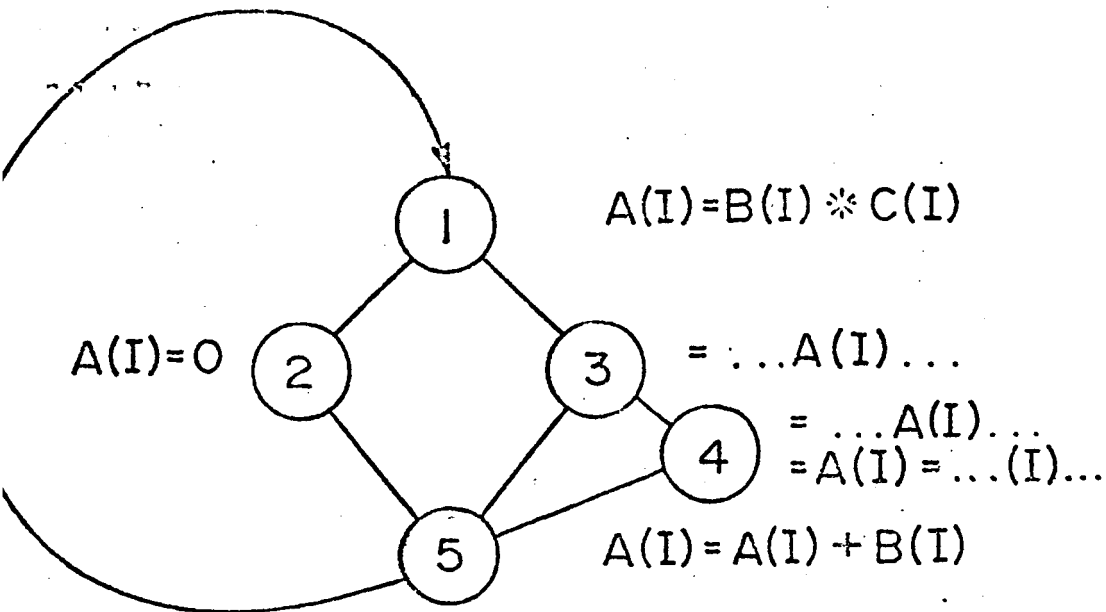 1
A(I)=B(I) * C(I)
A(I)=0
2
3
= ...A(I)...
4
= ...A(I)...
=A(I)=...(I)...
5
A(I)=A(I)+B(I)